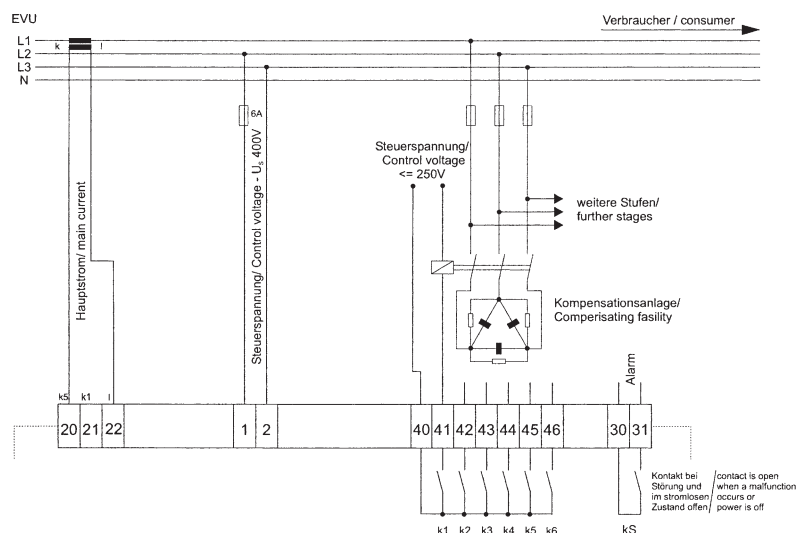 EVU
Verbraucher / consumer
k
l
L1
L2
L3
N
6A
Hauptstrom/ main current
Steuerspannung/ Control voltage - Us 400V
Steuerspannung/
Control voltage
<= 250V
weitere Stufen/
further stages
Kompensationsanlage/
Comperisating fasility
Alarm
k5 k1 l
20 21 22 1 2 40 41 42 43 44 45 46 30 31
Kontakt bei
Störung und
im stromlosen
Zustand offen
/contact is open
when a malfunction
occurs or
power is off
k1 k2 k3 k4 k5 k6 kS